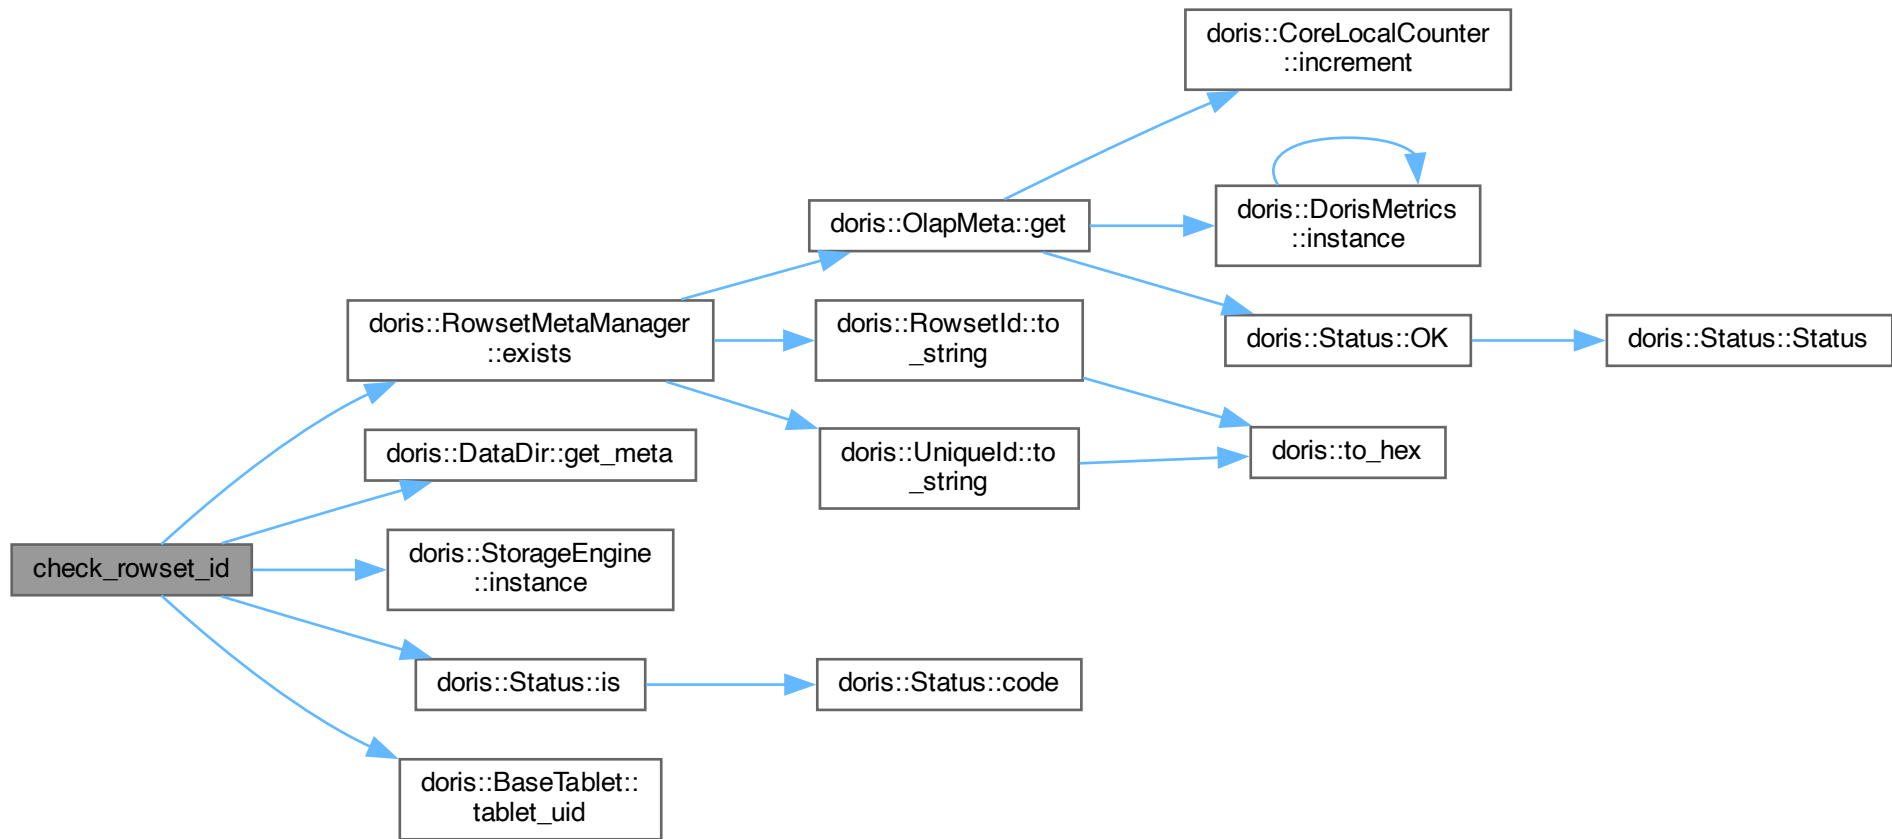 check_rowset_id
doris::RowsetMetaManager
::exists
doris::OlapMeta::get
doris::CoreLocalCounter
::increment
doris::DorisMetrics
::instance
doris::Status::OK
doris::Status::Status
doris::RowsetId::to
_string
doris::to_hex
doris::UniqueId::to
_string
doris::DataDir::get_meta
doris::StorageEngine
::instance
doris::Status::is
doris::Status::code
doris::BaseTablet::
tablet_uid